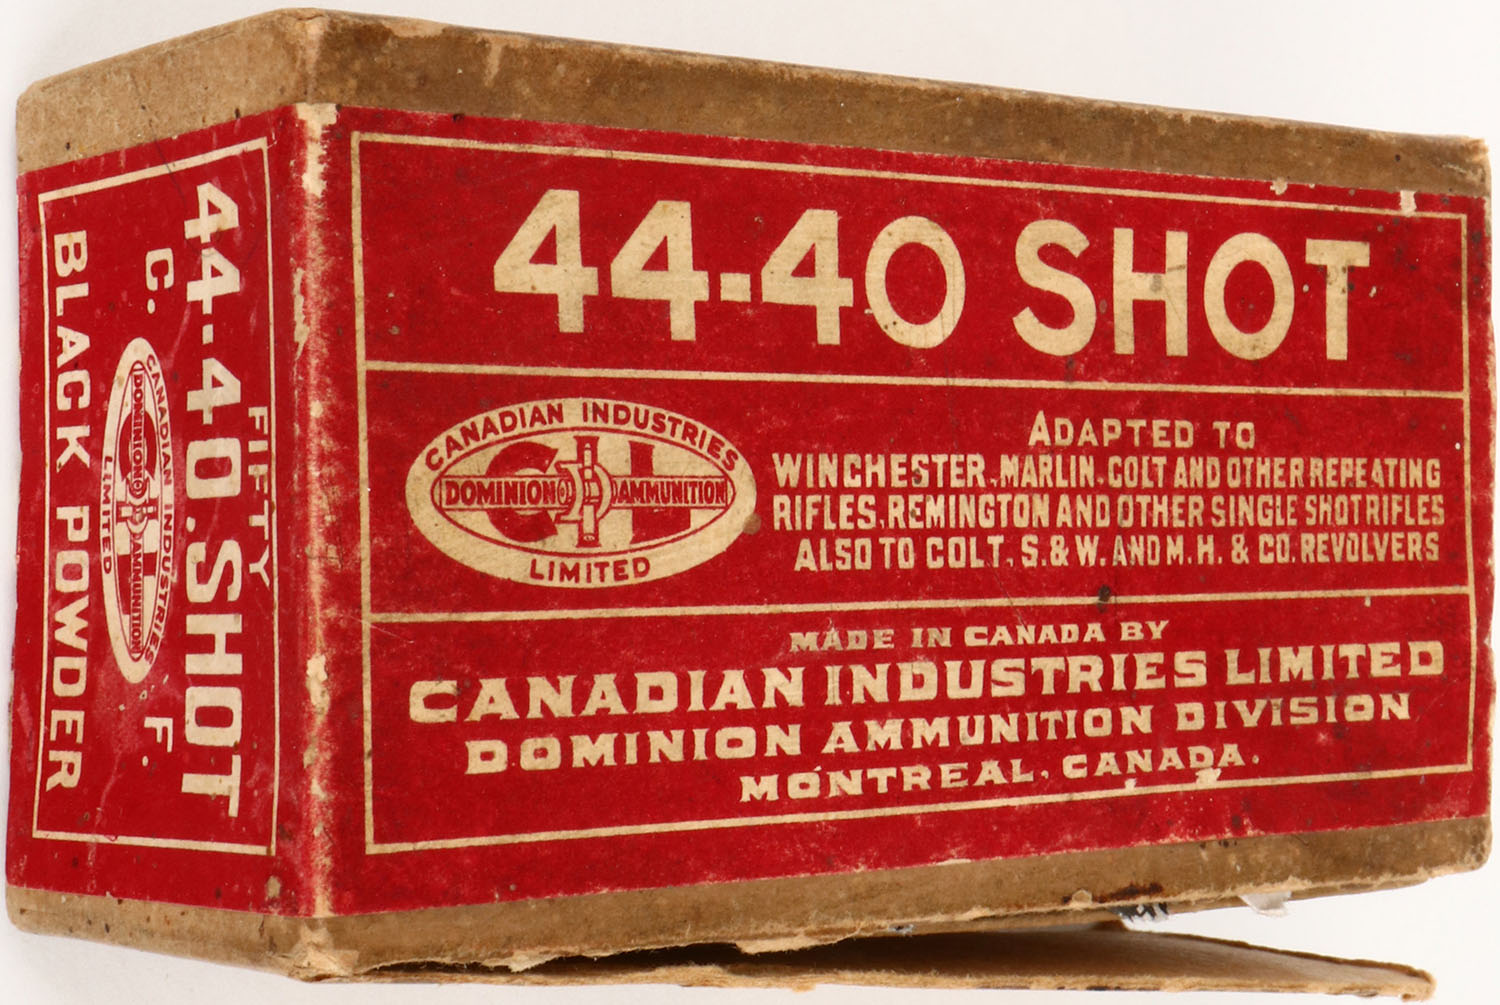 44-40 SHOT
CANADIAN INDUSTRIES
C I L
DOMINION AMMUNITION
LIMITED
ADAPTED TO
WINCHESTER, MARLIN, COLT AND OTHER REPEATING
RIFLES, REMINGTON AND OTHER SINGLE SHOT RIFLES
ALSO TO COLT, S. & W. AND M. H. & CO. REVOLVERS
MADE IN CANADA BY
CANADIAN INDUSTRIES LIMITED
DOMINION AMMUNITION DIVISION
MONTREAL, CANADA.
FIFTY
44-40.SHOT
C. F.
CANADIAN INDUSTRIES
DOMINION AMMUNITION
LIMITED
BLACK POWDER